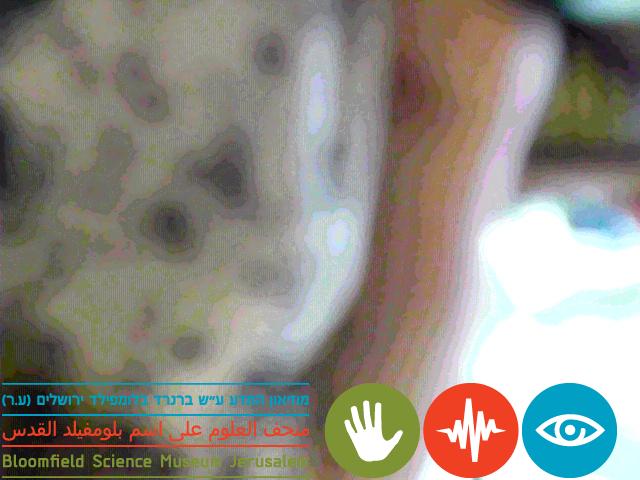 מוזיאון המדע ע״ש ברנרד בלומפילד ירושלים (ע.ר)
متحف العلوم على اسم بلومفيلد القدس
Bloomfield Science Museum Jerusalem